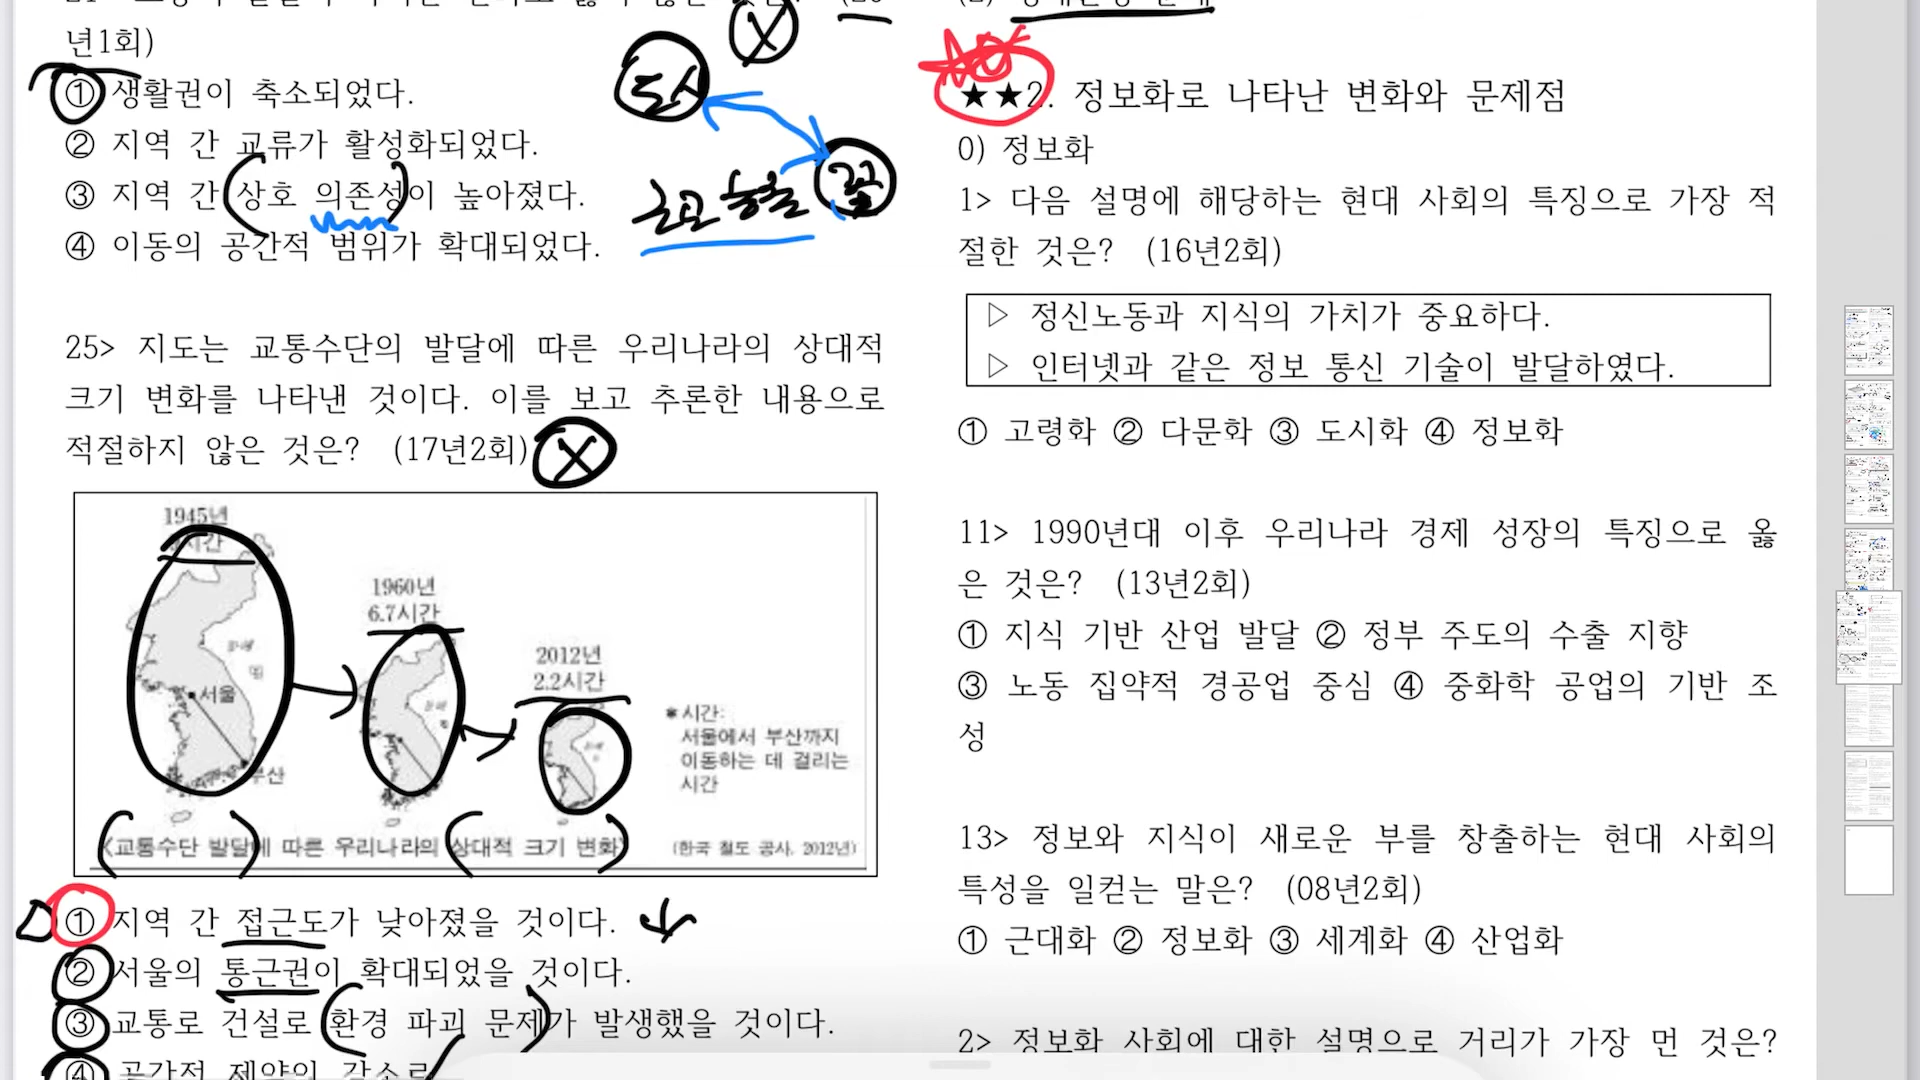 년1회)
① 생활권이 축소되었다.
② 지역 간 교류가 활성화되었다.
③ 지역 간 상호 의존성이 높아졌다.
④ 이동의 공간적 범위가 확대되었다.
도시
25> 지도는 교통수단의 발달에 따른 우리나라의 상대적
크기 변화를 나타낸 것이다. 이를 보고 추론한 내용으로
적절하지 않은 것은? (17년2회)
1945년
시간
서울
부산
1960년
6.7시간
2012년
2.2시간
* 시간:
서울에서 부산까지
이동하는 데 걸리는
시간
<교통수단 발달에 따른 우리나라의 상대적 크기 변화>
(한국 철도 공사, 2012년)
① 지역 간 접근도가 낮아졌을 것이다.
② 서울의 통근권이 확대되었을 것이다.
③ 교통로 건설로 환경 파괴 문제가 발생했을 것이다.
④ 공간적 제약의 감소로
★★2. 정보화로 나타난 변화와 문제점
0) 정보화
1> 다음 설명에 해당하는 현대 사회의 특징으로 가장 적
절한 것은? (16년2회)
▷ 정신노동과 지식의 가치가 중요하다.
▷ 인터넷과 같은 정보 통신 기술이 발달하였다.
① 고령화 ② 다문화 ③ 도시화 ④ 정보화
11> 1990년대 이후 우리나라 경제 성장의 특징으로 옳
은 것은? (13년2회)
① 지식 기반 산업 발달 ② 정부 주도의 수출 지향
③ 노동 집약적 경공업 중심 ④ 중화학 공업의 기반 조
성
13> 정보와 지식이 새로운 부를 창출하는 현대 사회의
특성을 일컫는 말은? (08년2회)
① 근대화 ② 정보화 ③ 세계화 ④ 산업화
2> 정보화 사회에 대한 설명으로 거리가 가장 먼 것은?